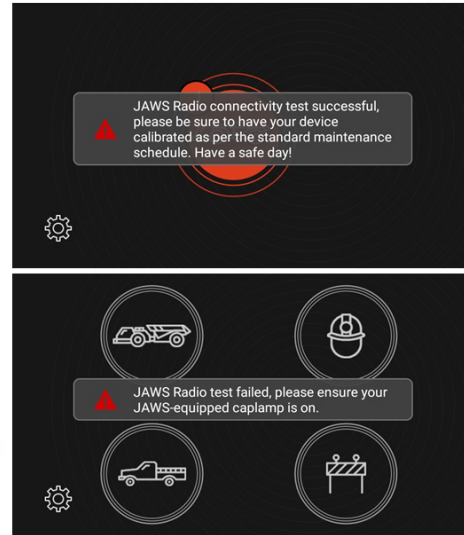 JAWS Radio connectivity test successful,
please be sure to have your device
calibrated as per the standard maintenance
schedule. Have a safe day!
JAWS Radio test failed, please ensure your
JAWS-equipped caplamp is on.